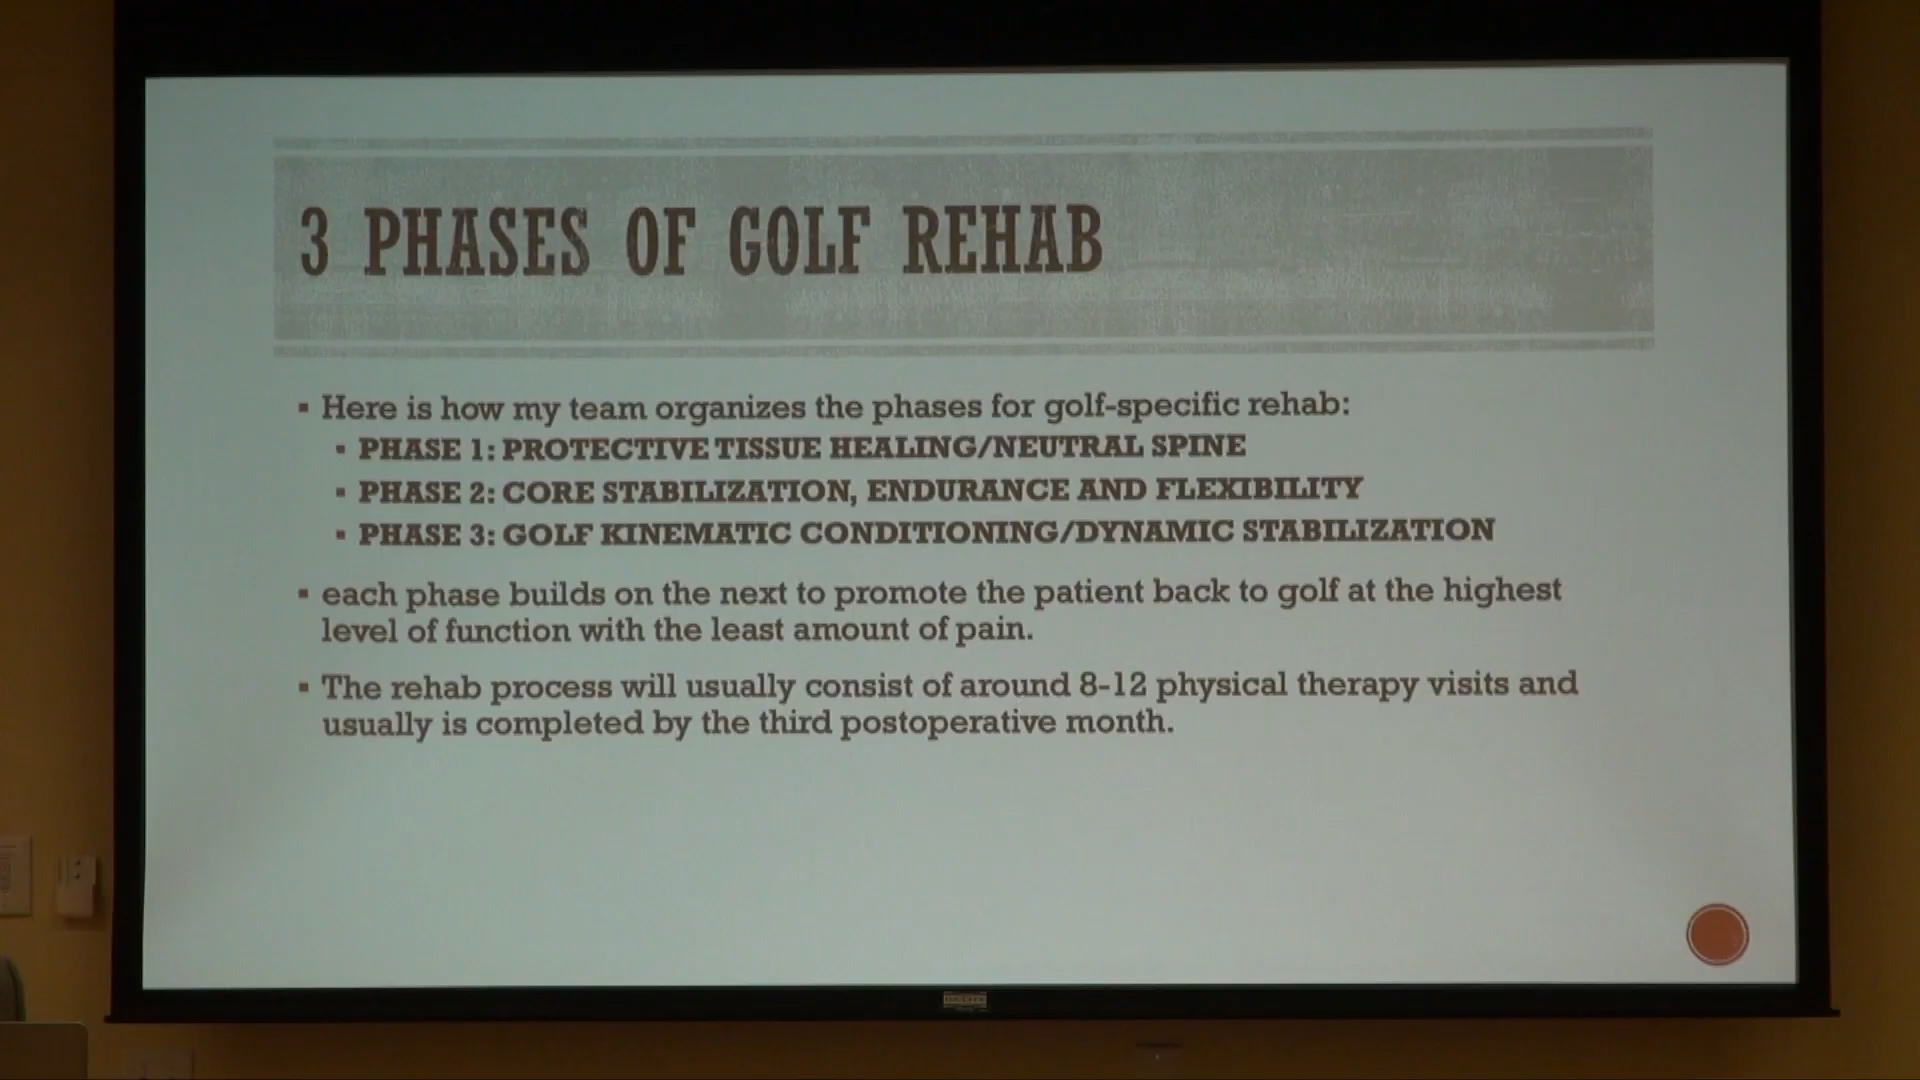 3 PHASES OF GOLF REHAB
▪ Here is how my team organizes the phases for golf-specific rehab:
▪ PHASE 1: PROTECTIVE TISSUE HEALING/NEUTRAL SPINE
▪ PHASE 2: CORE STABILIZATION, ENDURANCE AND FLEXIBILITY
▪ PHASE 3: GOLF KINEMATIC CONDITIONING/DYNAMIC STABILIZATION
▪ each phase builds on the next to promote the patient back to golf at the highest
level of function with the least amount of pain.
▪ The rehab process will usually consist of around 8-12 physical therapy visits and
usually is completed by the third postoperative month.